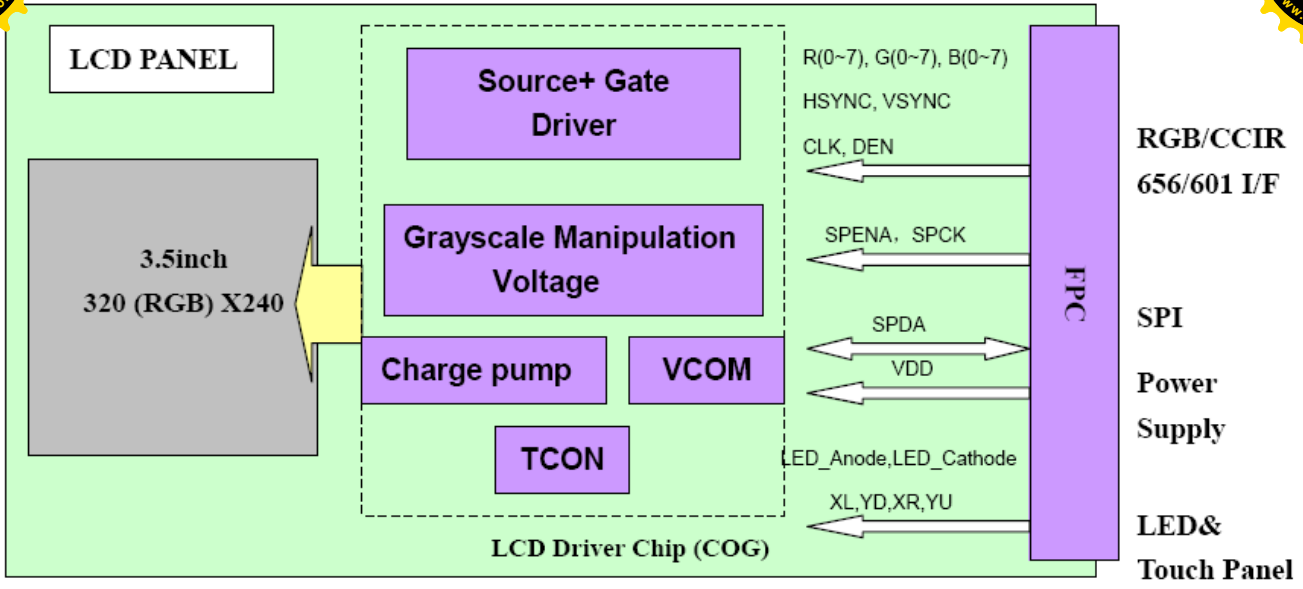 LCD PANEL
3.5inch
320 (RGB) X240
Source+ Gate
Driver
Grayscale Manipulation
Voltage
Charge pump
VCOM
TCON
LCD Driver Chip (COG)
R(0~7), G(0~7), B(0~7)
HSYNC, VSYNC
CLK, DEN
SPENA，SPCK
SPDA
VDD
LED_Anode,LED_Cathode
XL,YD,XR,YU
FPC
RGB/CCIR
656/601 I/F
SPI
Power
Supply
LED&
Touch Panel